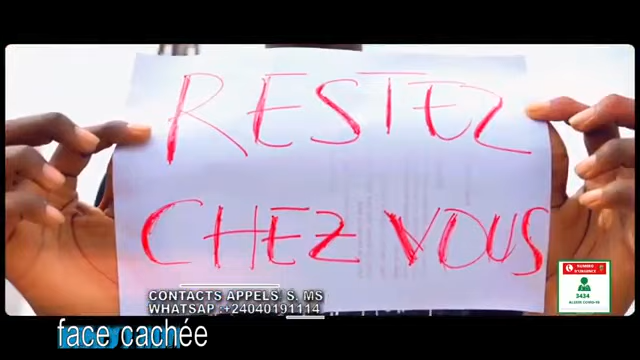 RESTEZ
CHEZ VOUS
CONTACTS APPELS S. MS
WHATSAP :+24040191114
3434
face cachée